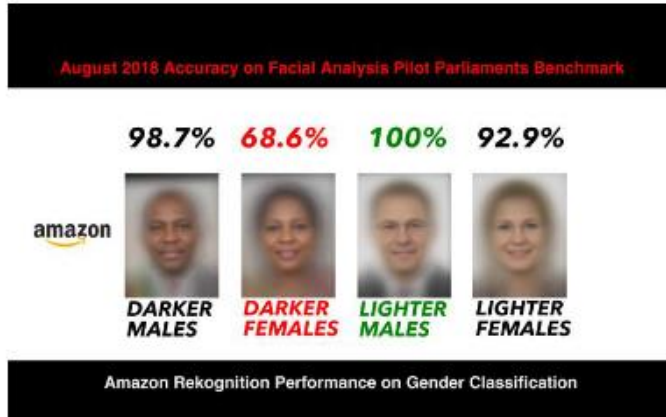 August 2018 Accuracy on Facial Analysis Pilot Parliaments Benchmark
98.7% 68.6% 100% 92.9%
amazon
DARKER MALES
DARKER FEMALES
LIGHTER MALES
LIGHTER FEMALES
Amazon Rekognition Performance on Gender Classification